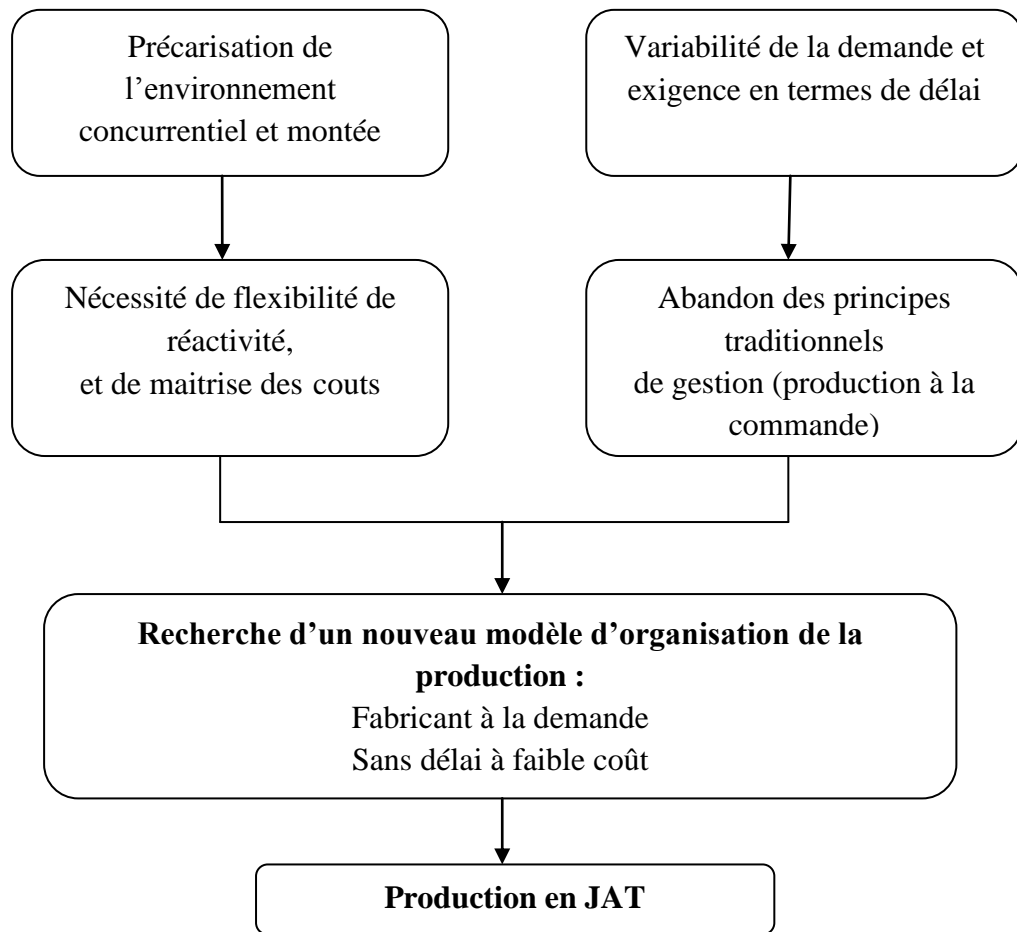 Précarisation de
l’environnement
concurrentiel et montée
Variabilité de la demande et
exigence en termes de délai
Nécessité de flexibilité de
réactivité,
et de maitrise des couts
Abandon des principes
traditionnels
de gestion (production à la
commande)
Recherche d’un nouveau modèle d’organisation de la
production :
Fabricant à la demande
Sans délai à faible coût
Production en JAT